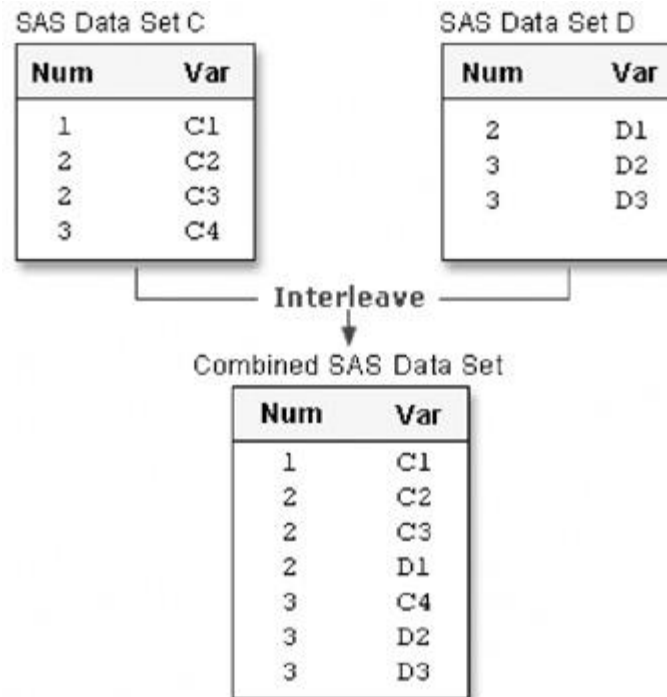 SAS Data Set C
Num Var
1 C1
2 C2
2 C3
3 C4
SAS Data Set D
Num Var
2 D1
3 D2
3 D3
Interleave
Combined SAS Data Set
Num Var
1 C1
2 C2
2 C3
2 D1
3 C4
3 D2
3 D3